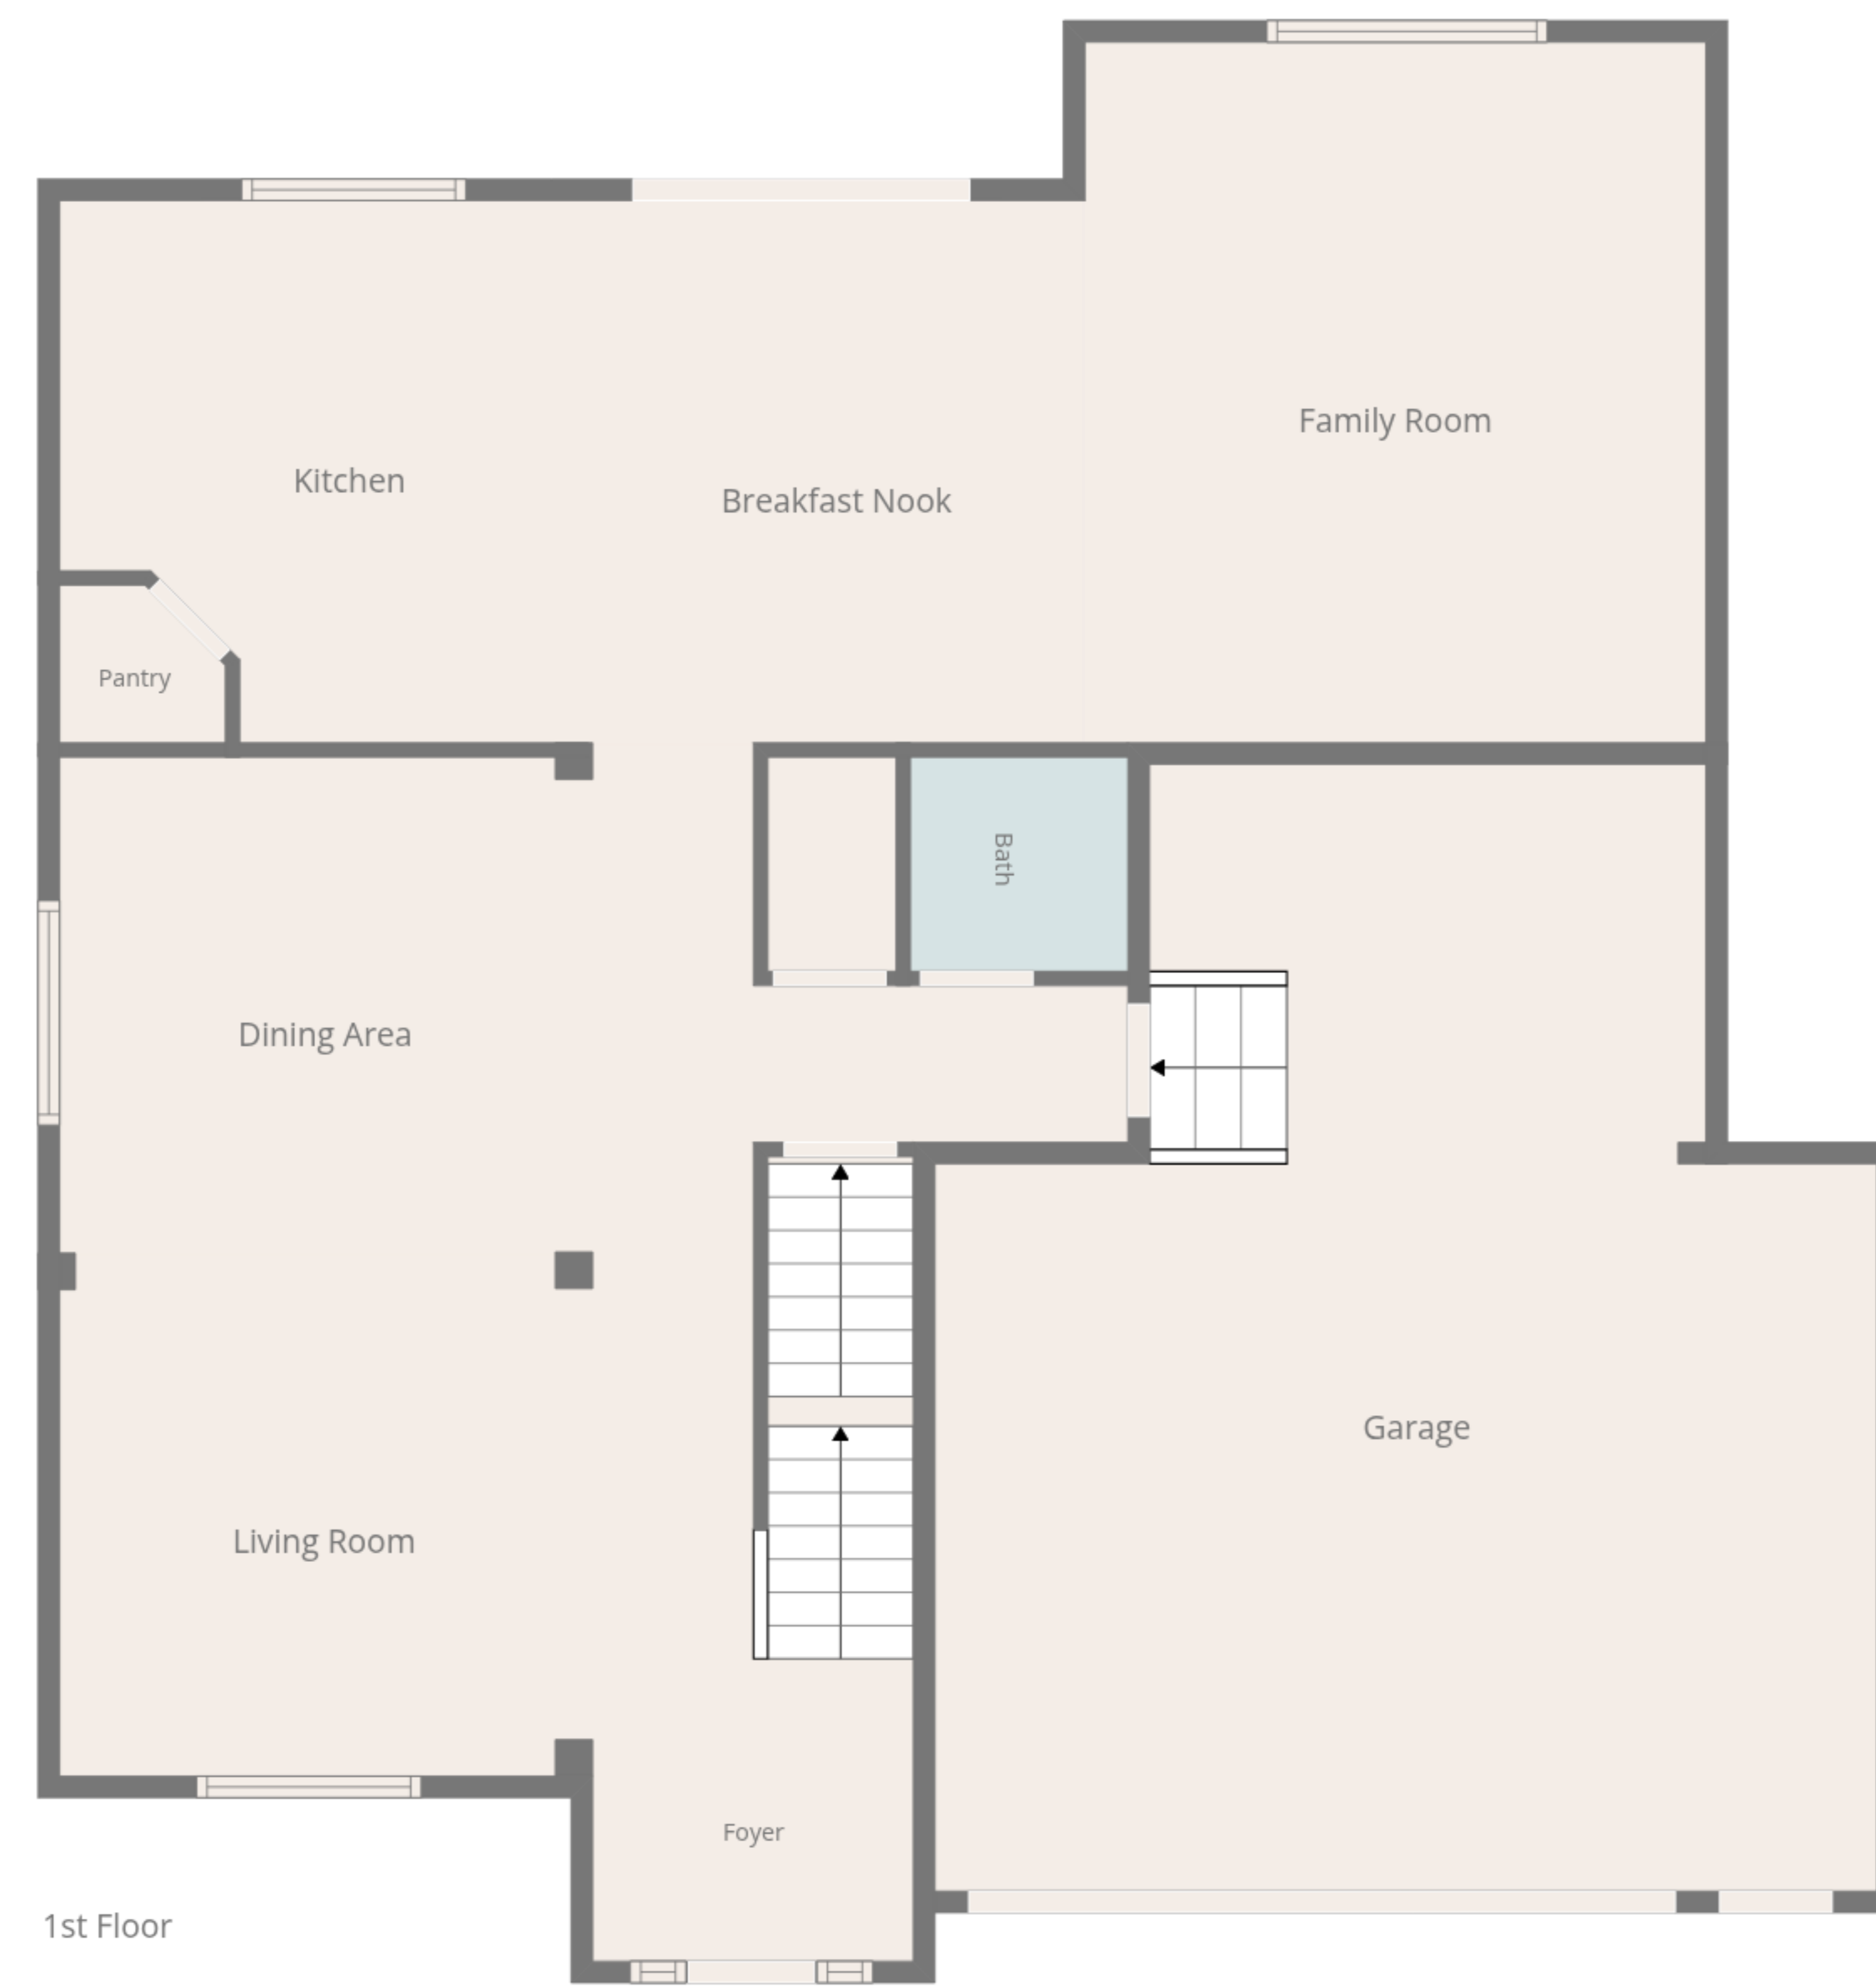 Family Room
Kitchen
Breakfast Nook
Pantry
Bath
Dining Area
Garage
Living Room
Foyer
1st Floor